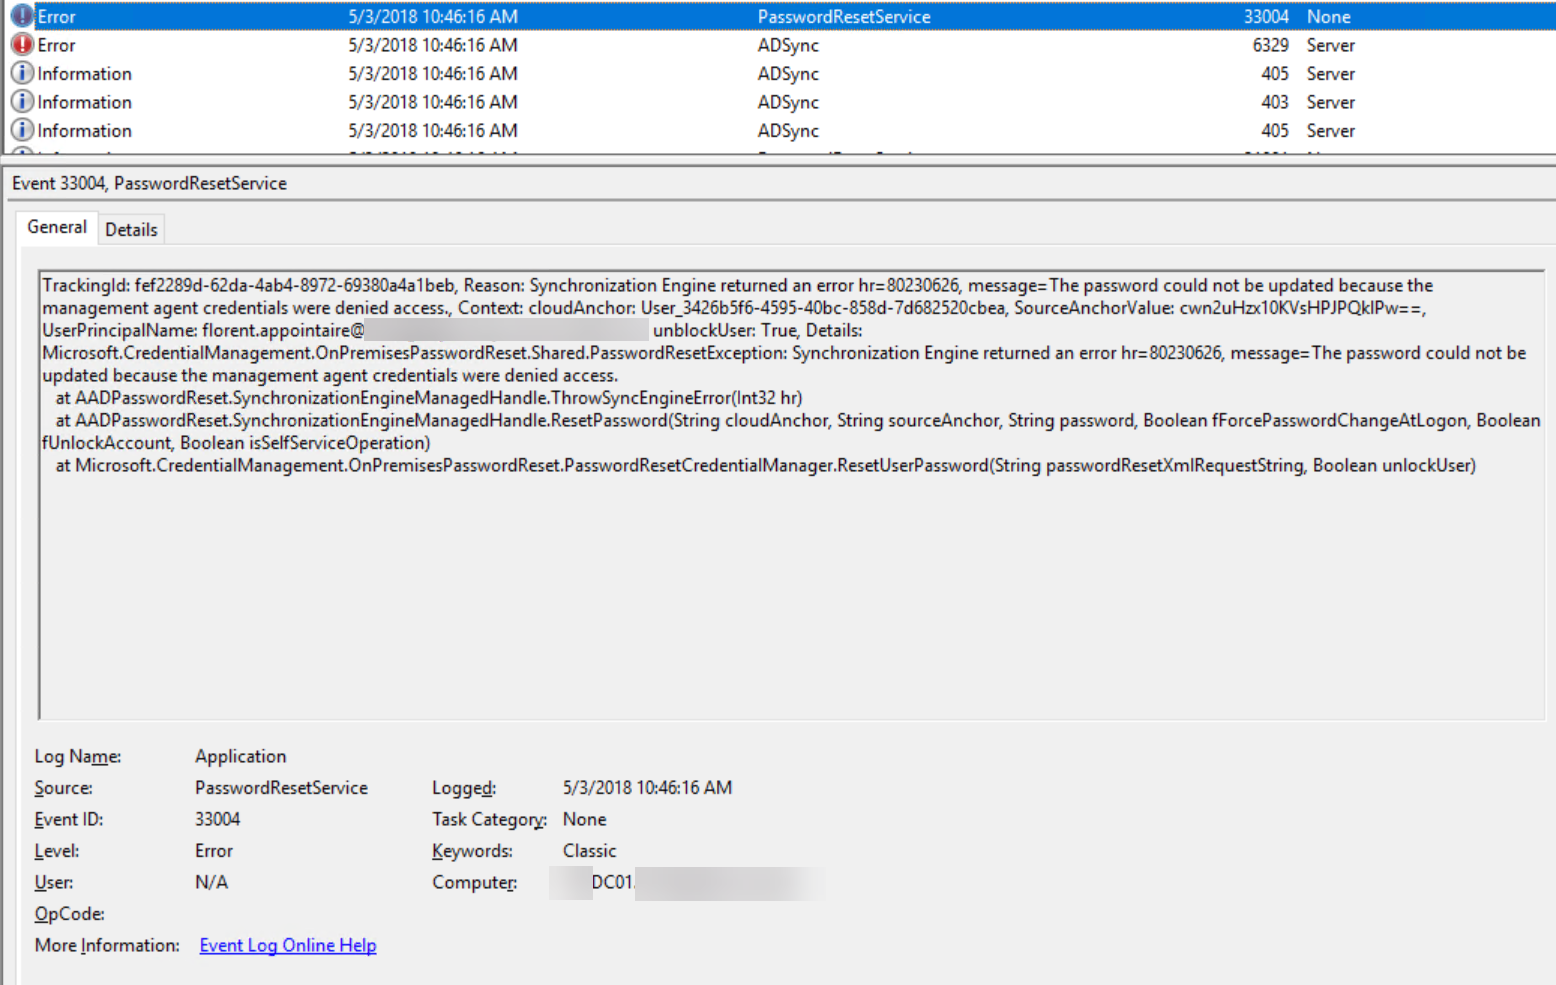 Error 5/3/2018 10:46:16 AM PasswordResetService 33004 None
Error 5/3/2018 10:46:16 AM ADSync 6329 Server
Information 5/3/2018 10:46:16 AM ADSync 405 Server
Information 5/3/2018 10:46:16 AM ADSync 403 Server
Information 5/3/2018 10:46:16 AM ADSync 405 Server
Event 33004, PasswordResetService
General Details
TrackingId: fef2289d-62da-4ab4-8972-69380a4a1beb, Reason: Synchronization Engine returned an error hr=80230626, message=The password could not be updated because the
management agent credentials were denied access., Context: cloudAnchor: User_3426b5f6-4595-40bc-858d-7d682520cbea, SourceAnchorValue: cwn2uHzx10KVsHPJPQklPw==,
UserPrincipalName: florent.appointaire@ unblockUser: True, Details:
Microsoft.CredentialManagement.OnPremisesPasswordReset.Shared.PasswordResetException: Synchronization Engine returned an error hr=80230626, message=The password could not be
updated because the management agent credentials were denied access.
at AADPasswordReset.SynchronizationEngineManagedHandle.ThrowSyncEngineError(Int32 hr)
at AADPasswordReset.SynchronizationEngineManagedHandle.ResetPassword(String cloudAnchor, String sourceAnchor, String password, Boolean fForcePasswordChangeAtLogon, Boolean
fUnlockAccount, Boolean isSelfServiceOperation)
at Microsoft.CredentialManagement.OnPremisesPasswordReset.PasswordResetCredentialManager.ResetUserPassword(String passwordResetXmlRequestString, Boolean unlockUser)
Log Name: Application
Source: PasswordResetService Logged: 5/3/2018 10:46:16 AM
Event ID: 33004 Task Category: None
Level: Error Keywords: Classic
User: N/A Computer: DC01.
OpCode:
More Information: Event Log Online Help